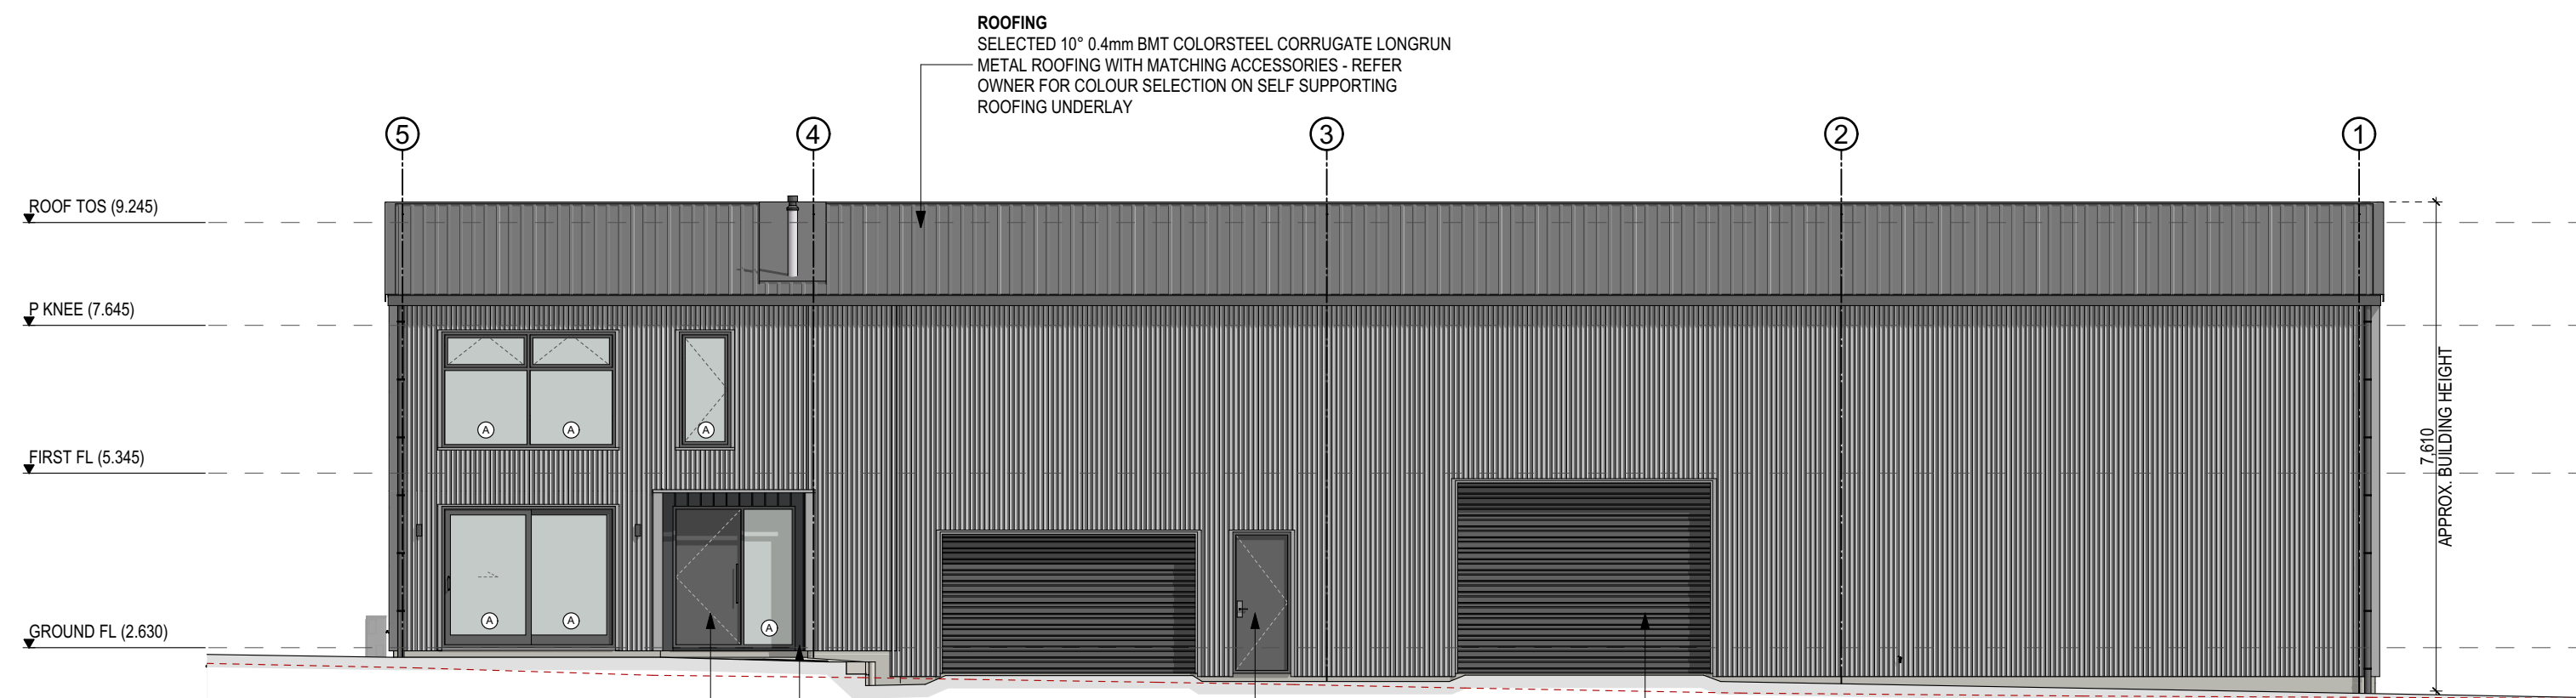 ROOFING
SELECTED 10° 0.4mm BMT COLORSTEEL CORRUGATE LONGRUN
METAL ROOFING WITH MATCHING ACCESSORIES - REFER
OWNER FOR COLOUR SELECTION ON SELF SUPPORTING
ROOFING UNDERLAY
5
4
3
2
1
ROOF TOS (9.245)
P KNEE (7.645)
FIRST FL (5.345)
GROUND FL (2.630)
A
A
A
A
A
A
7.610
APPROX. BUILDING HEIGHT